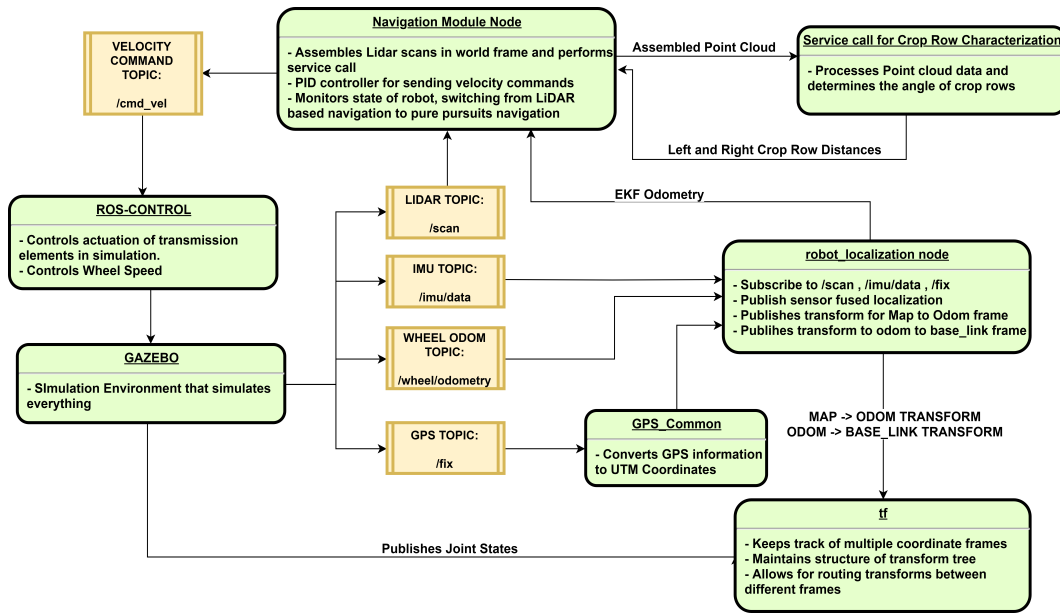 VELOCITY
COMMAND
TOPIC:
/cmd_vel
Navigation Module Node
- Assembles Lidar scans in world frame and performs
service call
- PID controller for sending velocity commands
- Monitors state of robot, switching from LiDAR
based navigation to pure pursuits navigation
Assembled Point Cloud
Service call for Crop Row Characterization
- Processes Point cloud data and
determines the angle of crop rows
Left and Right Crop Row Distances
ROS-CONTROL
- Controls actuation of transmission
elements in simulation.
- Controls Wheel Speed
LIDAR TOPIC:
/scan
EKF Odometry
IMU TOPIC:
/imu/data
robot_localization node
- Subscribe to /scan , /imu/data , /fix
- Publish sensor fused localization
- Publishes transform for Map to Odom frame
- Publihes transform to odom to base_link frame
GAZEBO
- SImulation Environment that simulates
everything
WHEEL ODOM
TOPIC:
/wheel/odometry
GPS TOPIC:
/fix
GPS_Common
- Converts GPS information
to UTM Coordinates
MAP -> ODOM TRANSFORM
ODOM -> BASE_LINK TRANSFORM
Publishes Joint States
tf
- Keeps track of multiple coordinate frames
- Maintains structure of transform tree
- Allows for routing transforms between
different frames